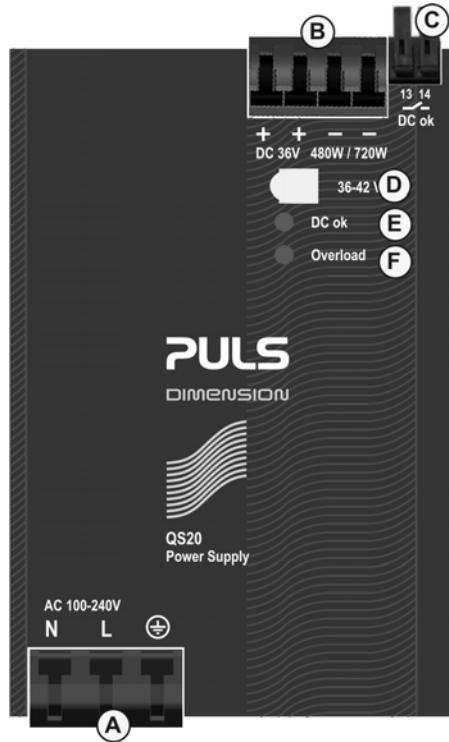 B
C
13 14
DC ok
+ + − −
DC 36V 480W / 720W
36-42 V
D
DC ok
E
Overload
F
PULS
DIMENSION
QS20
Power Supply
AC 100-240V
N L
A